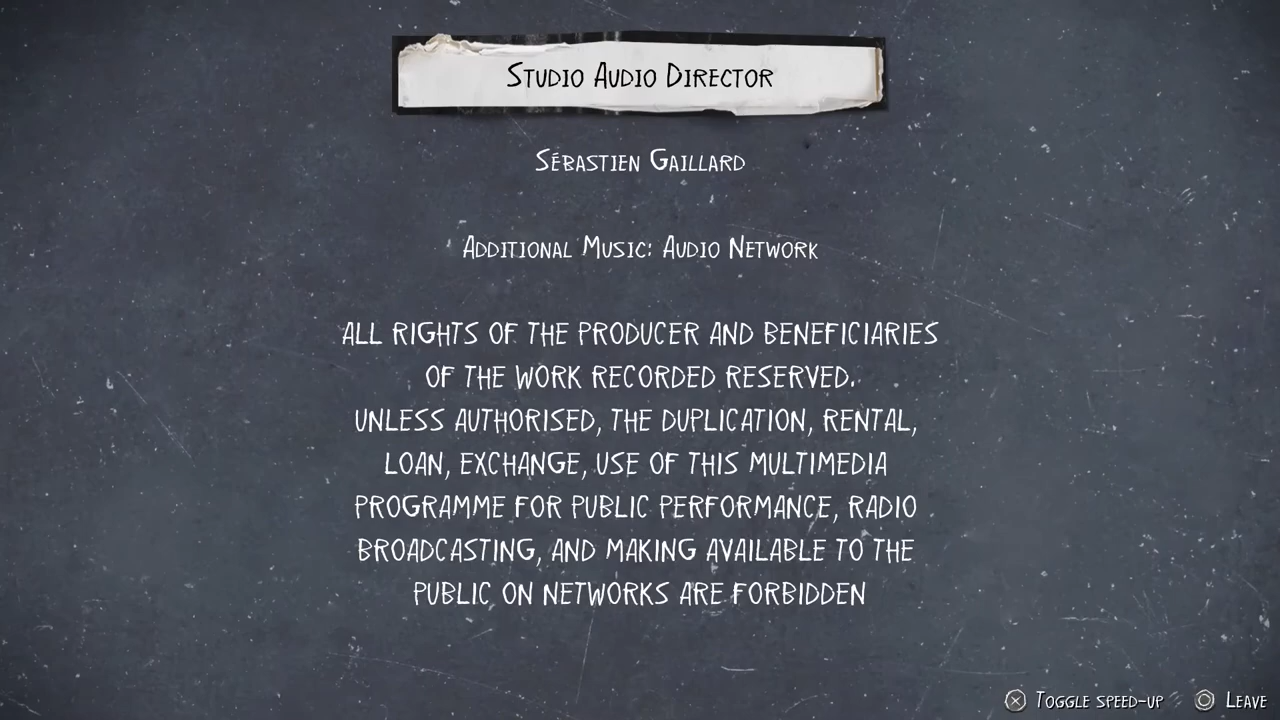 Studio Audio Director
Sébastien Gaillard
Additional Music: Audio Network
ALL RIGHTS OF THE PRODUCER AND BENEFICIARIES
OF THE WORK RECORDED RESERVED.
UNLESS AUTHORISED, THE DUPLICATION, RENTAL,
LOAN, EXCHANGE, USE OF THIS MULTIMEDIA
PROGRAMME FOR PUBLIC PERFORMANCE, RADIO
BROADCASTING, AND MAKING AVAILABLE TO THE
PUBLIC ON NETWORKS ARE FORBIDDEN
Toggle speed-up Leave